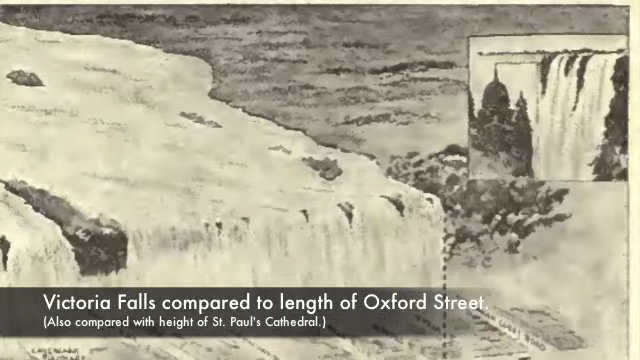 Victoria Falls compared to length of Oxford Street.
(Also compared with height of St. Paul's Cathedral.)